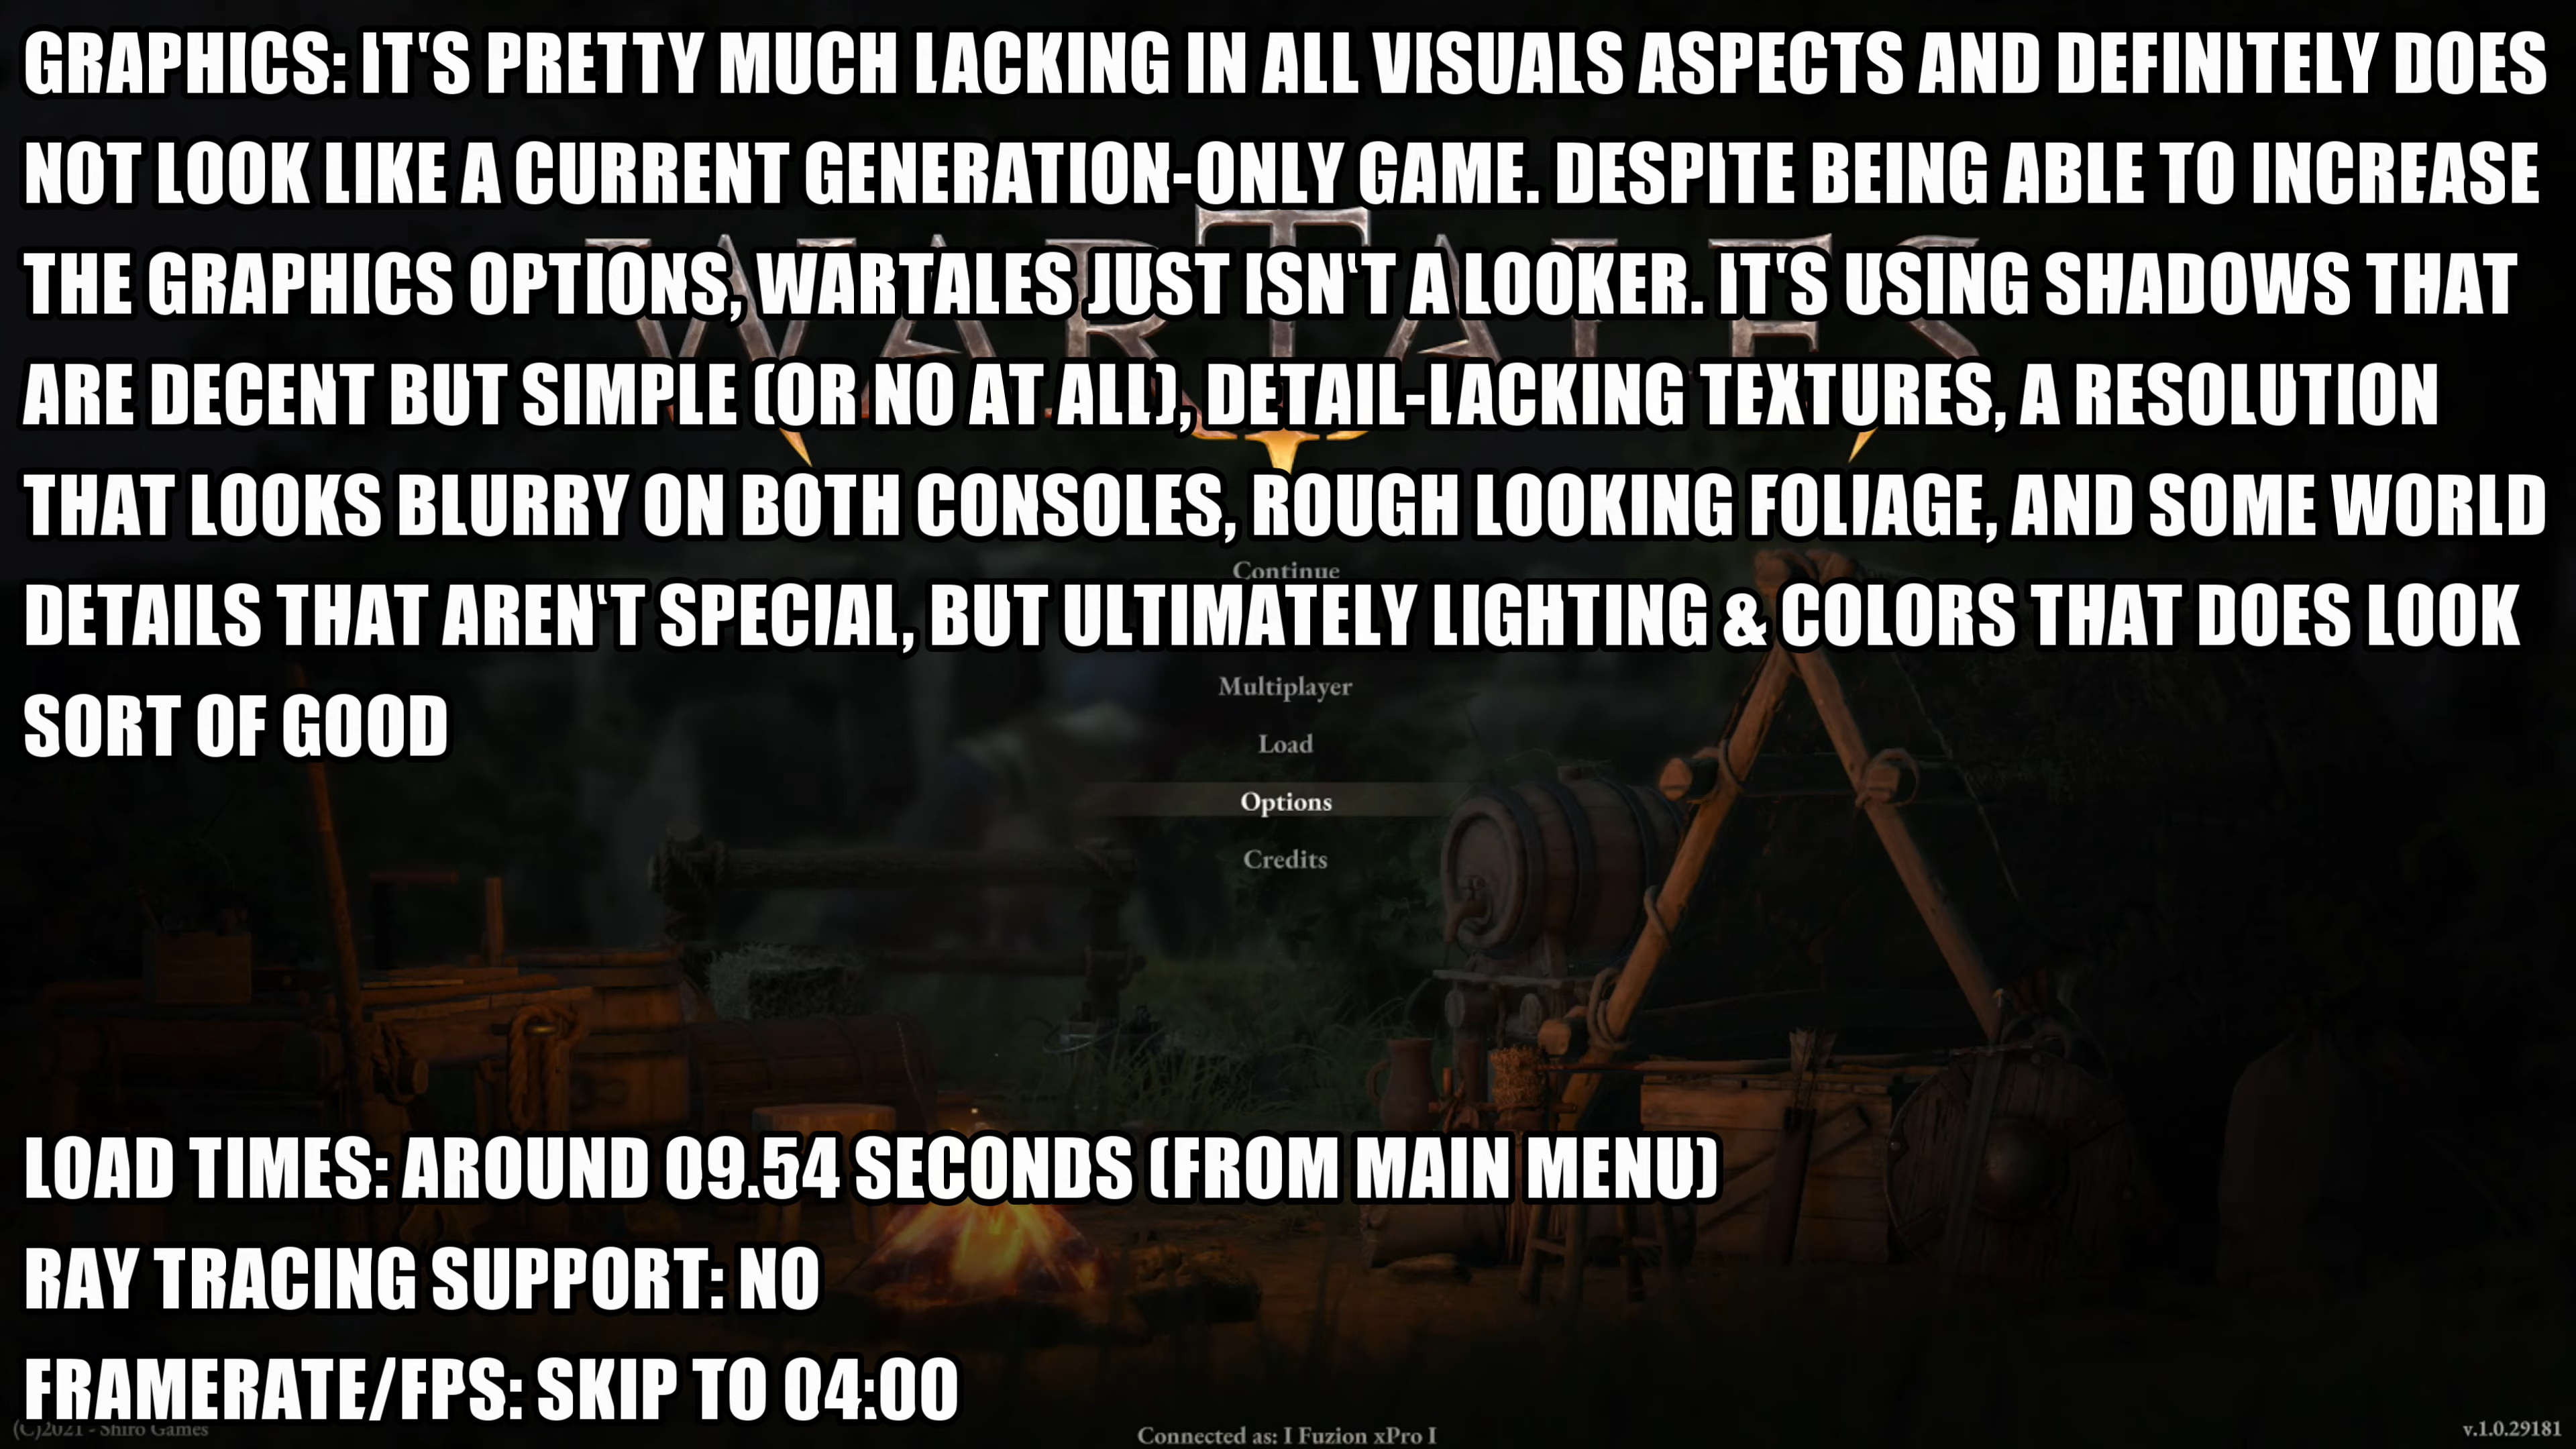 GRAPHICS: IT'S PRETTY MUCH LACKING IN ALL VISUALS ASPECTS AND DEFINITELY DOES
NOT LOOK LIKE A CURRENT GENERATION-ONLY GAME. DESPITE BEING ABLE TO INCREASE
THE GRAPHICS OPTIONS, WARTALES JUST ISN'T A LOOKER. IT'S USING SHADOWS THAT
WARTALES
ARE DECENT BUT SIMPLE (OR NO AT ALL), DETAIL-LACKING TEXTURES, A RESOLUTION
THAT LOOKS BLURRY ON BOTH CONSOLES, ROUGH LOOKING FOLIAGE, AND SOME WORLD
Continue
DETAILS THAT AREN'T SPECIAL, BUT ULTIMATELY LIGHTING & COLORS THAT DOES LOOK
Multiplayer
SORT OF GOOD
Load
Options
Credits
LOAD TIMES: AROUND 09.54 SECONDS (FROM MAIN MENU)
RAY TRACING SUPPORT: NO
FRAMERATE/FPS: SKIP TO 04:00
(C)2021 - Shiro Games
Connected as: I Fuzion xPro I
v.1.0.29181